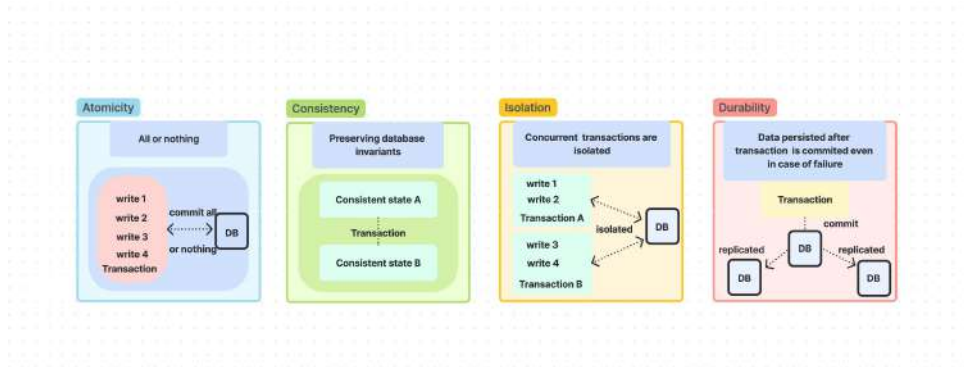 Atomicity
All or nothing
write 1
write 2
write 3
write 4
Transaction
commit all
or nothing
DB
Consistency
Preserving database
invariants
Consistent state A
Transaction
Consistent state B
Isolation
Concurrent transactions are
isolated
write 1
write 2
Transaction A
write 3
write 4
Transaction B
isolated
DB
Durability
Data persisted after
transaction is commited even
in case of failure
Transaction
commit
DB
replicated
replicated
DB
DB